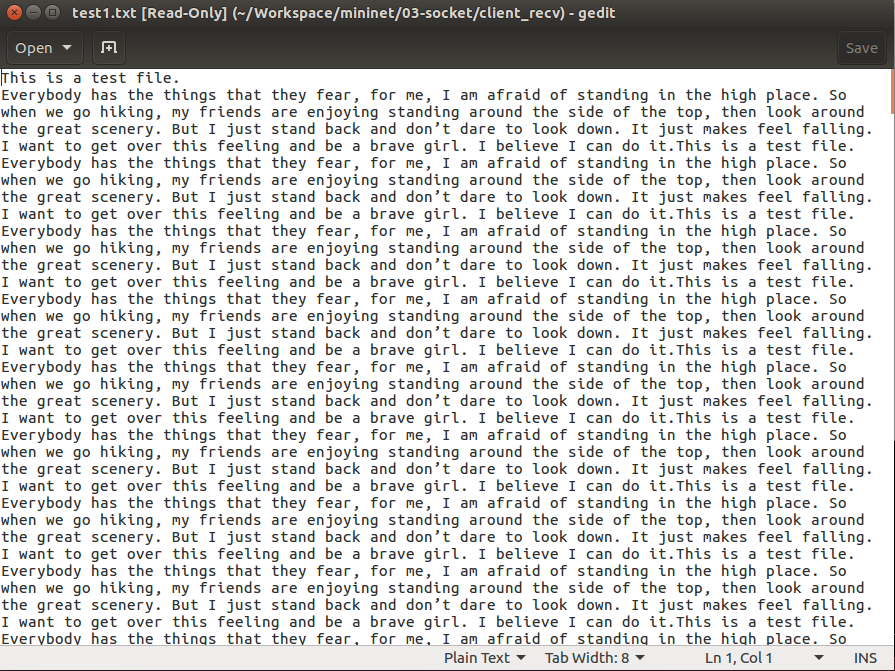 test1.txt [Read-Only] (~/Workspace/mininet/03-socket/client_recv) - gedit
Open Save
This is a test file.
Everybody has the things that they fear, for me, I am afraid of standing in the high place. So
when we go hiking, my friends are enjoying standing around the side of the top, then look around
the great scenery. But I just stand back and don’t dare to look down. It just makes feel falling.
I want to get over this feeling and be a brave girl. I believe I can do it.This is a test file.
Everybody has the things that they fear, for me, I am afraid of standing in the high place. So
when we go hiking, my friends are enjoying standing around the side of the top, then look around
the great scenery. But I just stand back and don’t dare to look down. It just makes feel falling.
I want to get over this feeling and be a brave girl. I believe I can do it.This is a test file.
Everybody has the things that they fear, for me, I am afraid of standing in the high place. So
when we go hiking, my friends are enjoying standing around the side of the top, then look around
the great scenery. But I just stand back and don’t dare to look down. It just makes feel falling.
I want to get over this feeling and be a brave girl. I believe I can do it.This is a test file.
Everybody has the things that they fear, for me, I am afraid of standing in the high place. So
when we go hiking, my friends are enjoying standing around the side of the top, then look around
the great scenery. But I just stand back and don’t dare to look down. It just makes feel falling.
I want to get over this feeling and be a brave girl. I believe I can do it.This is a test file.
Everybody has the things that they fear, for me, I am afraid of standing in the high place. So
when we go hiking, my friends are enjoying standing around the side of the top, then look around
the great scenery. But I just stand back and don’t dare to look down. It just makes feel falling.
I want to get over this feeling and be a brave girl. I believe I can do it.This is a test file.
Everybody has the things that they fear, for me, I am afraid of standing in the high place. So
when we go hiking, my friends are enjoying standing around the side of the top, then look around
the great scenery. But I just stand back and don’t dare to look down. It just makes feel falling.
I want to get over this feeling and be a brave girl. I believe I can do it.This is a test file.
Everybody has the things that they fear, for me, I am afraid of standing in the high place. So
when we go hiking, my friends are enjoying standing around the side of the top, then look around
the great scenery. But I just stand back and don’t dare to look down. It just makes feel falling.
I want to get over this feeling and be a brave girl. I believe I can do it.This is a test file.
Everybody has the things that they fear, for me, I am afraid of standing in the high place. So
when we go hiking, my friends are enjoying standing around the side of the top, then look around
the great scenery. But I just stand back and don’t dare to look down. It just makes feel falling.
I want to get over this feeling and be a brave girl. I believe I can do it.This is a test file.
Everybody has the things that they fear, for me, I am afraid of standing in the high place. So
Plain Text Tab Width: 8 Ln 1, Col 1 INS